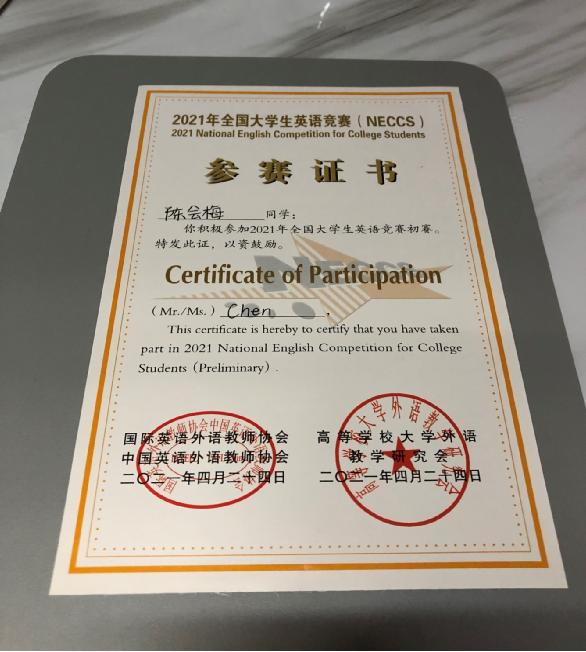 2021年全国大学生英语竞赛（NECCS）
2021 National English Competition for College Students
参赛证书
陈会梅同学：
你积极参加2021年全国大学生英语竞赛初赛。
特发此证，以资鼓励。
Certificate of Participation
（Mr./Ms.）Chen，
This certificate is hereby to certify that you have taken
part in 2021 National English Competition for College
Students（Preliminary）.
国际英语外语教师协会
中国英语外语教师协会
二〇二一年四月二十四日
高等学校大学外语
教学研究会
二〇二一年四月二十四日